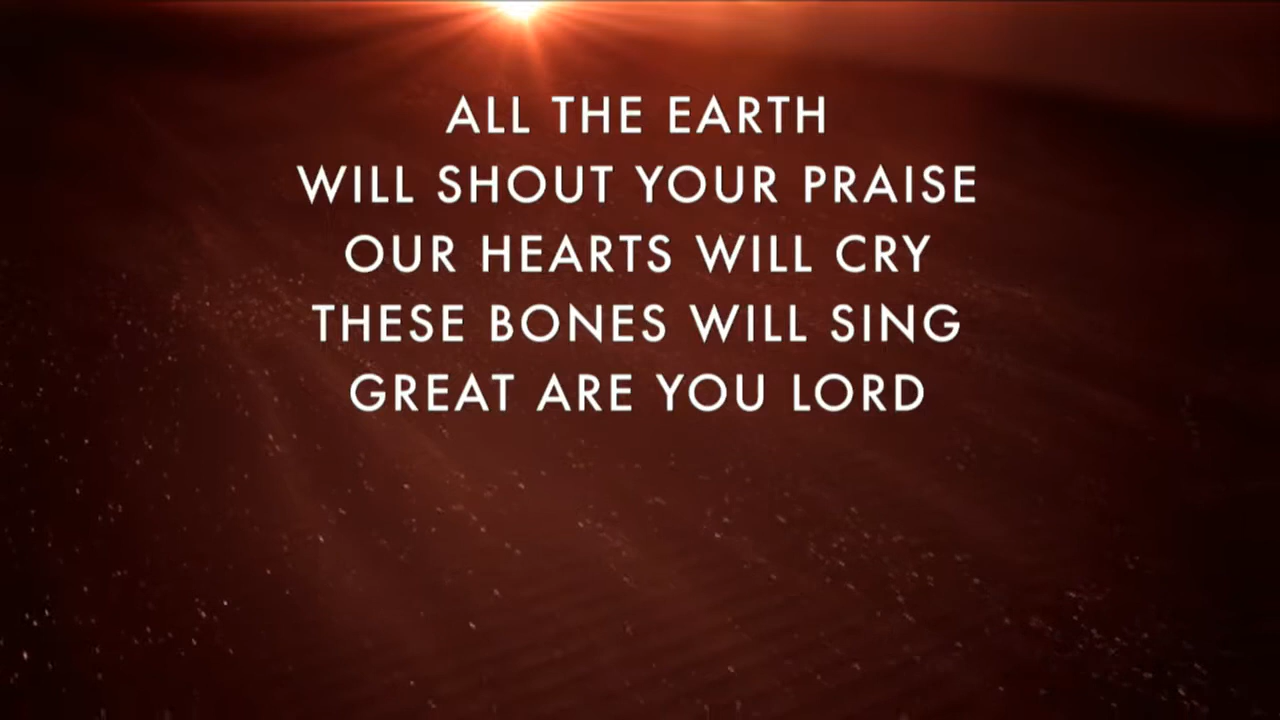 ALL THE EARTH
WILL SHOUT YOUR PRAISE
OUR HEARTS WILL CRY
THESE BONES WILL SING
GREAT ARE YOU LORD